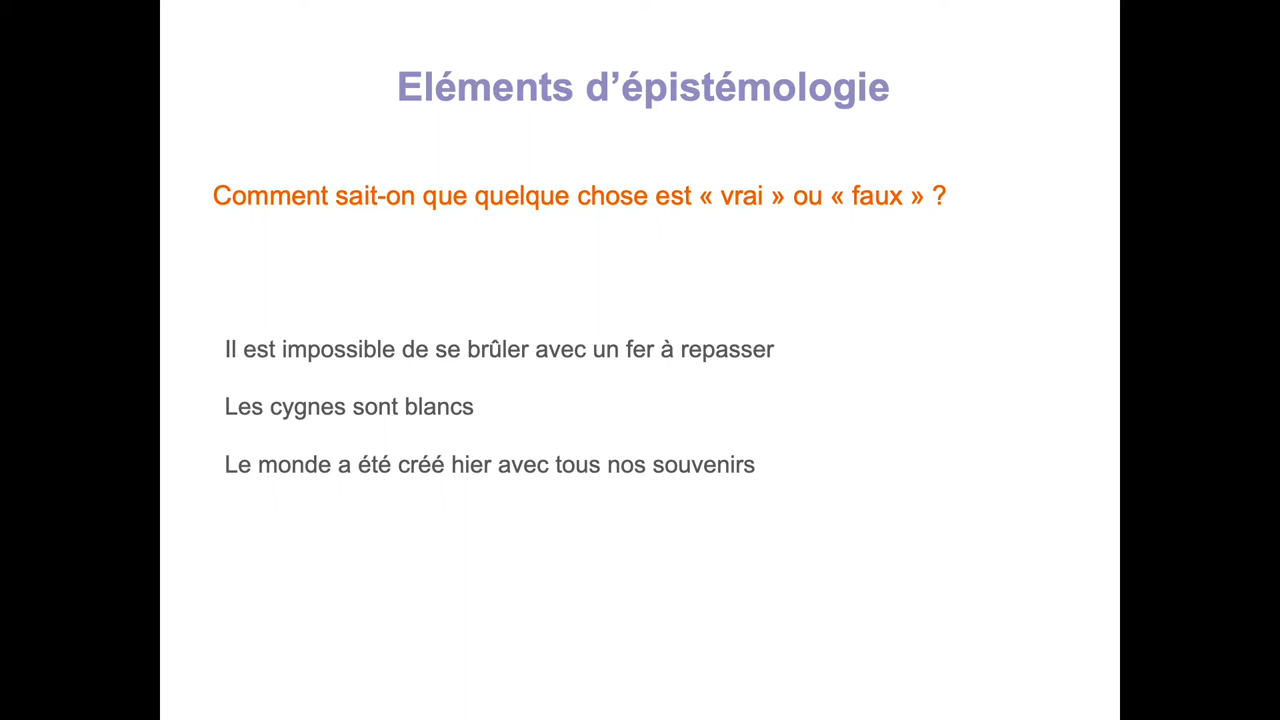 Eléments d’épistémologie
Comment sait-on que quelque chose est « vrai » ou « faux » ?
Il est impossible de se brûler avec un fer à repasser
Les cygnes sont blancs
Le monde a été créé hier avec tous nos souvenirs